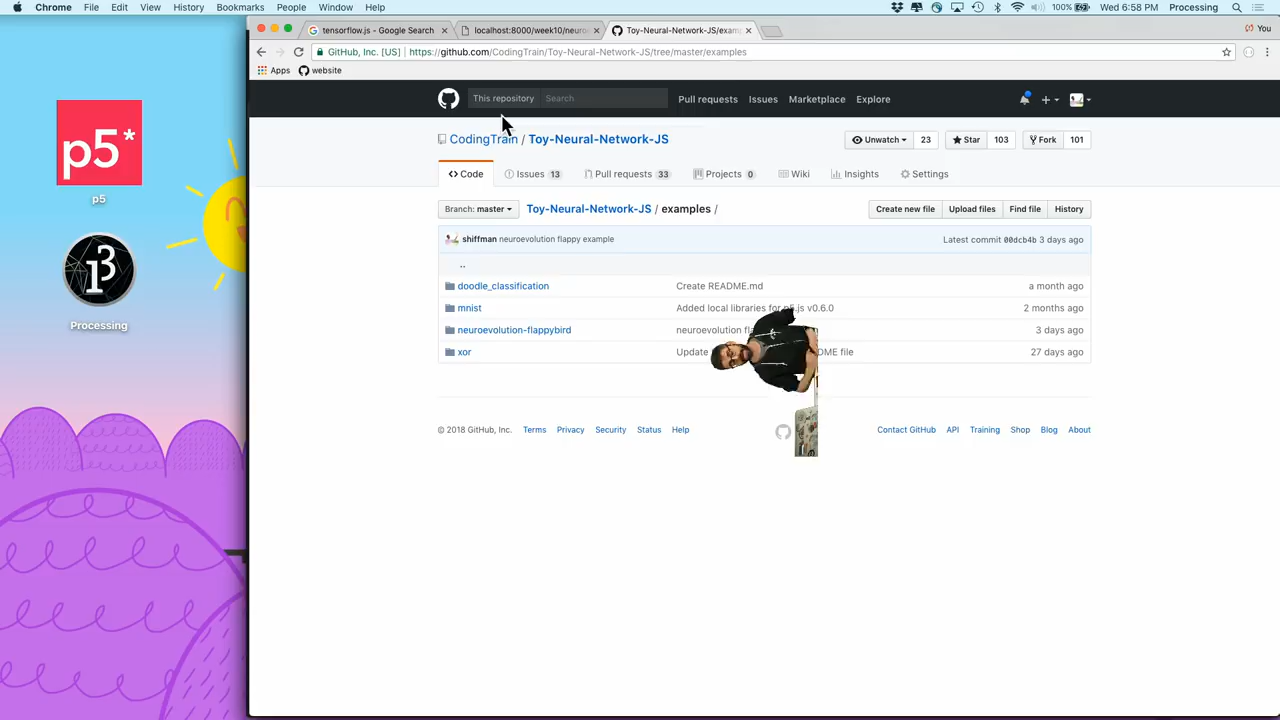 Chrome File Edit View History Bookmarks People Window Help 100% Wed 6:58 PM Processing
tensorflow.js - Google Search localhost:8000/week10/neuro- Toy-Neural-Network-JS/exam You
GitHub, Inc. [US] https://github.com/CodingTrain/Toy-Neural-Network-JS/tree/master/examples
Apps website
This repository Search Pull requests Issues Marketplace Explore
CodingTrain / Toy-Neural-Network-JS Unwatch 23 Star 103 Fork 101
Code Issues 13 Pull requests 33 Projects 0 Wiki Insights Settings
Branch: master Toy-Neural-Network-JS / examples / Create new file Upload files Find file History
shiffman neuroevolution flappy example Latest commit 00dcb4b 3 days ago
..
doodle_classification Create README.md a month ago
mnist Added local libraries for p5.js v0.6.0 2 months ago
neuroevolution-flappybird neuroevolution 3 days ago
xor Update file 27 days ago
© 2018 GitHub, Inc. Terms Privacy Security Status Help Contact GitHub API Training Shop Blog About
p5*
p5
13
Processing